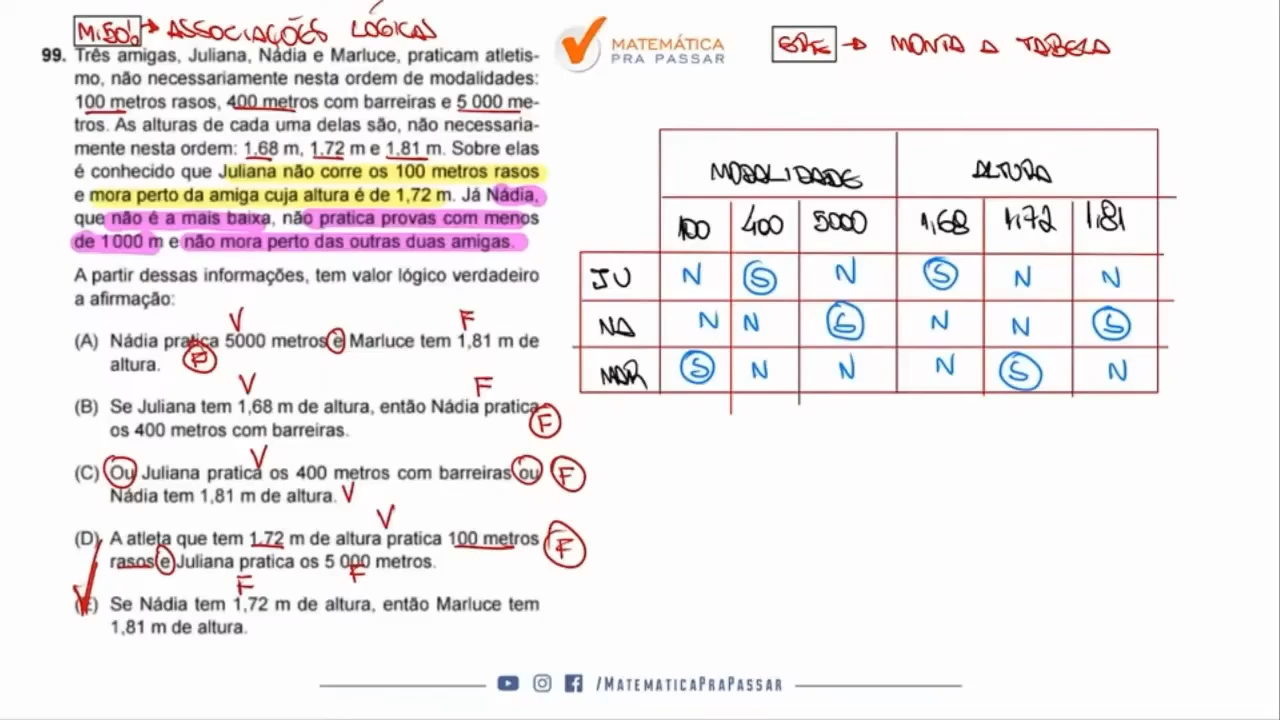 M.50% → ASSOCIAÇÕES LÓGICAS
99. Três amigas, Juliana, Nádia e Marluce, praticam atletis-
mo, não necessariamente nesta ordem de modalidades:
100 metros rasos, 400 metros com barreiras e 5 000 me-
tros. As alturas de cada uma delas são, não necessaria-
mente nesta ordem: 1,68 m, 1,72 m e 1,81 m. Sobre elas
é conhecido que Juliana não corre os 100 metros rasos
e mora perto da amiga cuja altura é de 1,72 m. Já Nádia,
que não é a mais baixa, não pratica provas com menos
de 1 000 m e não mora perto das outras duas amigas.
A partir dessas informações, tem valor lógico verdadeiro
a afirmação:
V F
(A) Nádia pratica 5000 metros e Marluce tem 1,81 m de
altura. F
V F
(B) Se Juliana tem 1,68 m de altura, então Nádia pratica
os 400 metros com barreiras. F
V
(C) Ou Juliana pratica os 400 metros com barreiras ou F
Nádia tem 1,81 m de altura. V
V
(D) A atleta que tem 1,72 m de altura pratica 100 metros F
rasos e Juliana pratica os 5 000 metros.
F F
(E) Se Nádia tem 1,72 m de altura, então Marluce tem
1,81 m de altura.
MATEMÁTICA
PRA PASSAR
→ MONTA A TABELA
MODALIDADE ALTURA
100 400 5000 1,68 1,72 1,81
JU N S N S N N
NA N N S N N S
MAR S N N N S N
/MATEMATICAPRAPASSAR